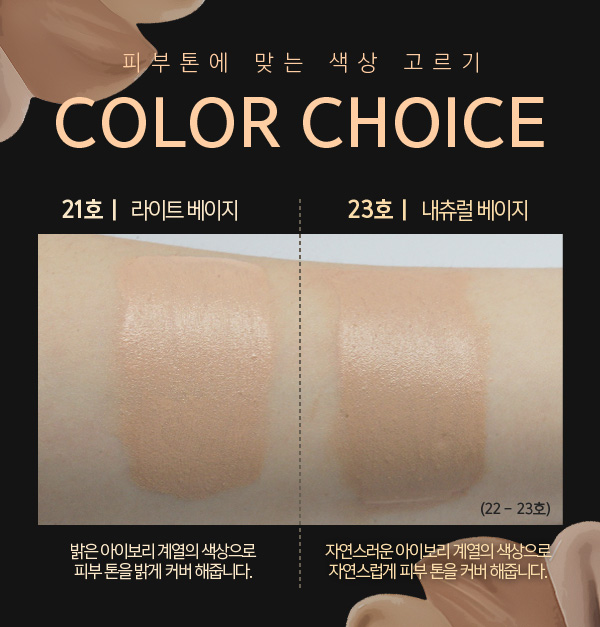 피부톤에 맞는 색상 고르기
COLOR CHOICE
21호 | 라이트 베이지
23호 | 내츄럴 베이지
(22 - 23호)
밝은 아이보리 계열의 색상으로
피부 톤을 밝게 커버 해줍니다.
자연스러운 아이보리 계열의 색상으로
자연스럽게 피부 톤을 커버 해줍니다.